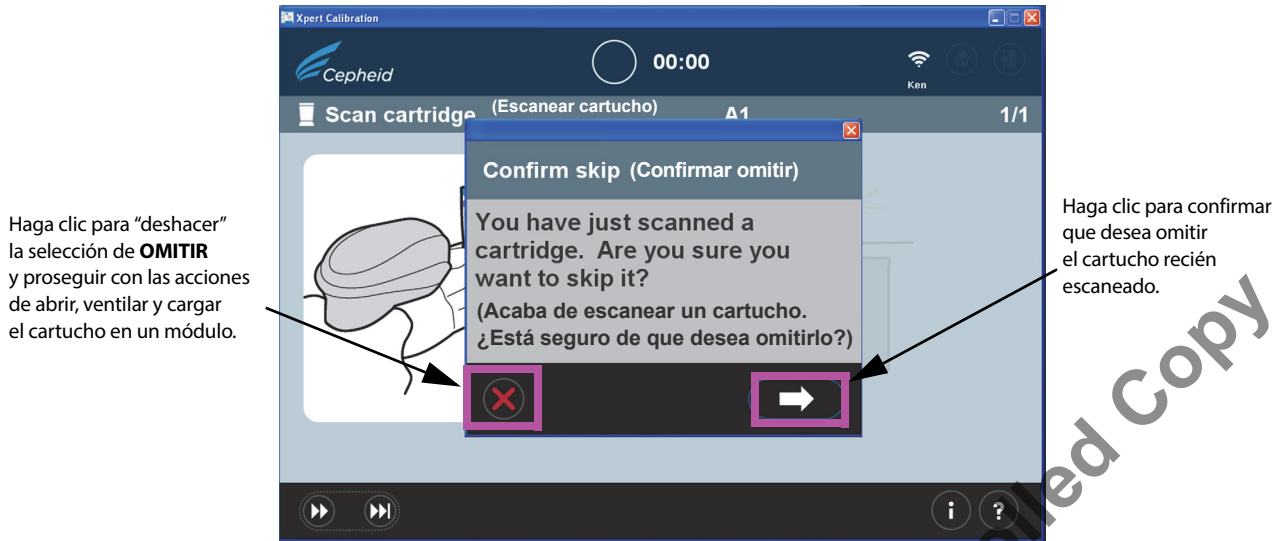 Xpert Calibration
Cepheid
00:00
Ken
Scan cartridge (Escanear cartucho) A1 1/1
Confirm skip (Confirmar omitir)
You have just scanned a
cartridge. Are you sure you
want to skip it?
(Acaba de escanear un cartucho.
¿Está seguro de que desea omitirlo?)
Haga clic para “deshacer”
la selección de OMITIR
y proseguir con las acciones
de abrir, ventilar y cargar
el cartucho en un módulo.
Haga clic para confirmar
que desea omitir
el cartucho recién
escaneado.
i ?
Copy